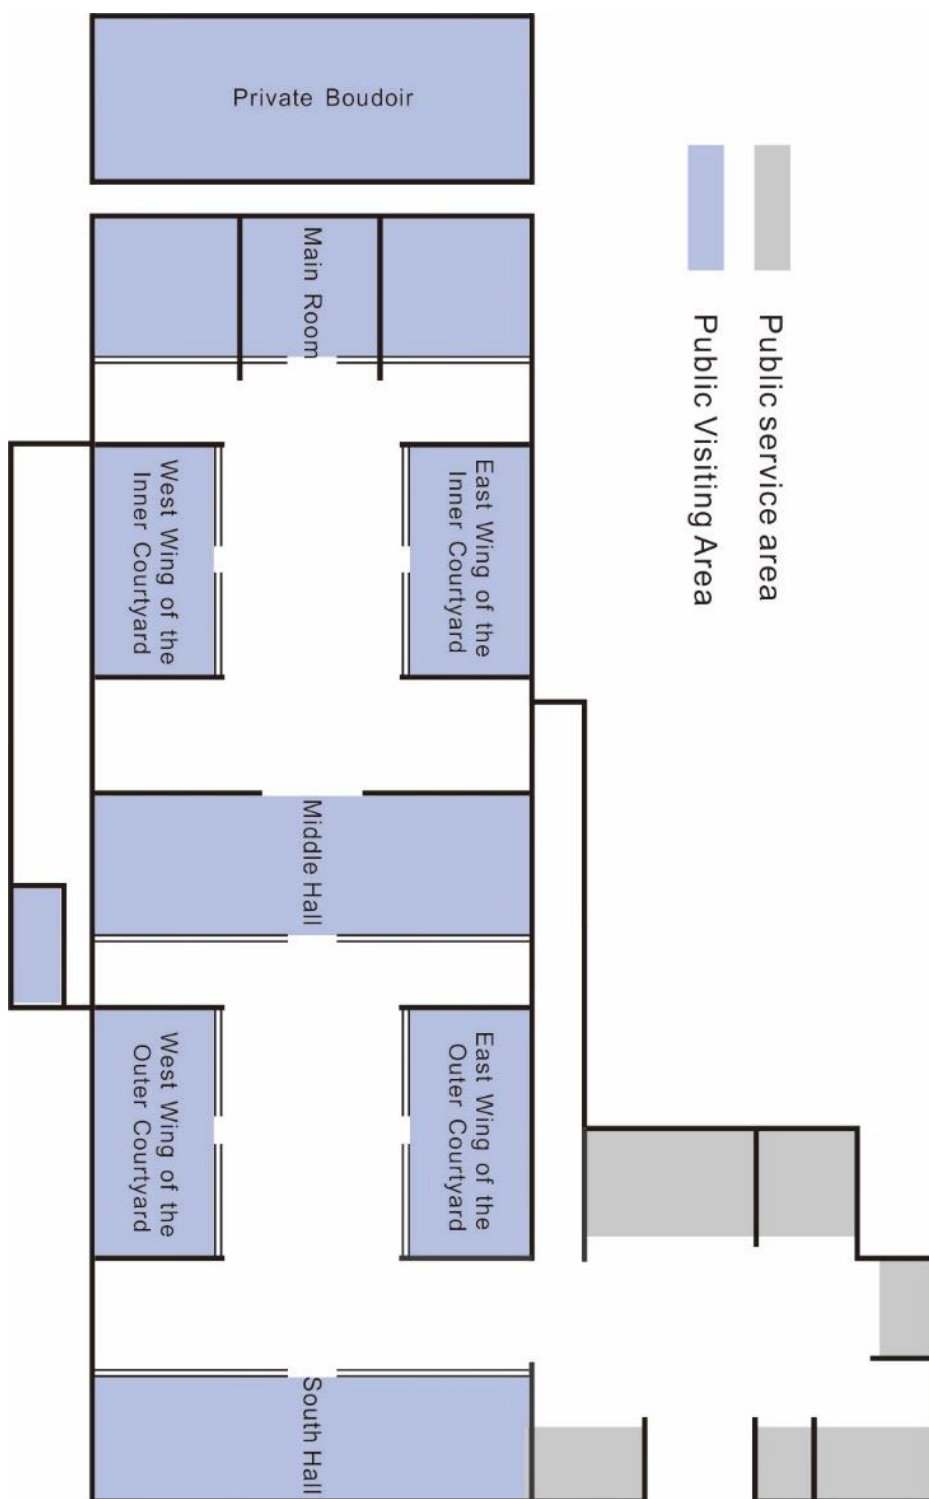 Private Boudoir
Main Room
West Wing of the
Inner Courtyard
East Wing of the
Inner Courtyard
Middle Hall
West Wing of the
Outer Courtyard
East Wing of the
Outer Courtyard
South Hall
Public service area
Public Visiting Area